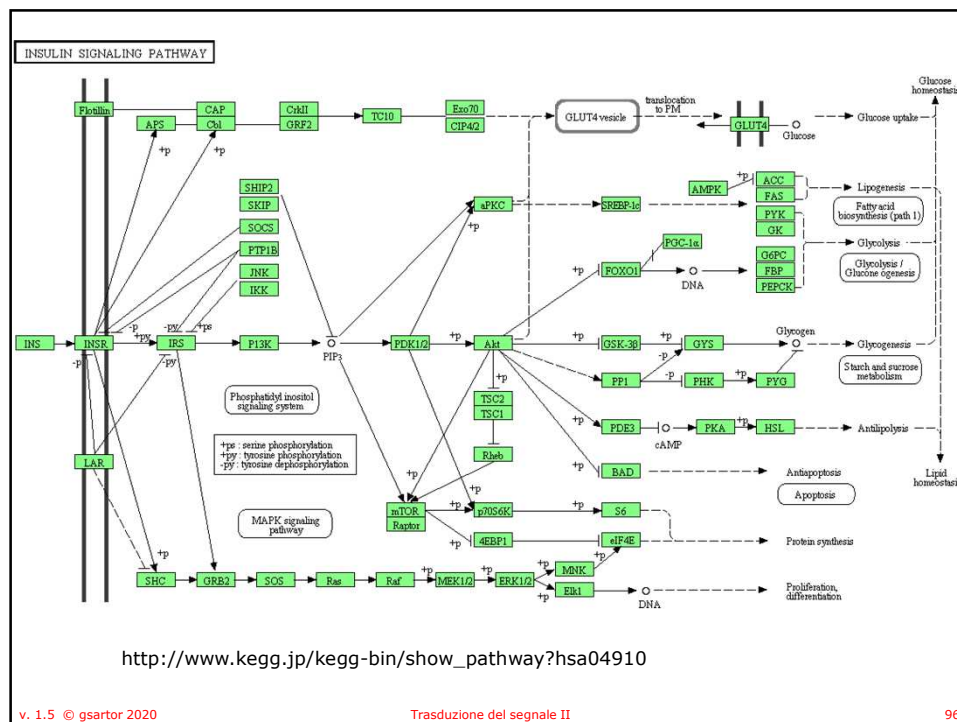 INSULIN SIGNALING PATHWAY
Glucose
homeostasis
Flotillin
CAP
CrkII
TC10
Exo70
GLUT4 vesicle
translocation
to PM
GLUT4
Glucose
Glucose uptake
APS
Cbl
GRF2
CIP4/2
+p
+p
SHIP2
SKIP
SOCS
PTP1B
JNK
IKK
aPKC
+p
SREBP-1c
AMPK
+p
ACC
FAS
PYK
GK
Lipogenesis
Fatty acid
biosynthesis (path 1)
PGC-1α
FOXO1
+p
DNA
G6PC
FBP
PEPCK
Glycolysis
Glycolysis /
Glucone ogenesis
-p
+py
-py
+ps
INS
INSR
IRS
P13K
PIP3
PDK1/2
+p
Akt
+p
GSK-3β
+p
GYS
Glycogen
Glycogenesis
-p
-py
-p
PP1
-p
PHK
+p
PYG
Starch and sucrose
metabolism
Phosphatidyl inositol
signaling system
+p
TSC2
TSC1
+p
PDE3
cAMP
PKA
+p
HSL
Antilipolysis
+ps : serine phosphorylation
+py : tyrosine phosphorylation
-py : tyrosine dephosphorylation
LAR
Rheb
+p
+p
BAD
Antiapoptosis
Apoptosis
Lipid
homeostasis
MAPK signaling
pathway
mTOR
Raptor
+p
p70S6K
+p
S6
+p
4EBP1
+p
eIF4E
Protein synthesis
+p
SHC
GRB2
SOS
Ras
Raf
+p
MEK1/2
+p
ERK1/2
+p
MNK
+p
+p
Elk1
DNA
Proliferation,
differentiation
http://www.kegg.jp/kegg-bin/show_pathway?hsa04910
v. 1.5 © gsartor 2020
Trasduzione del segnale II
96